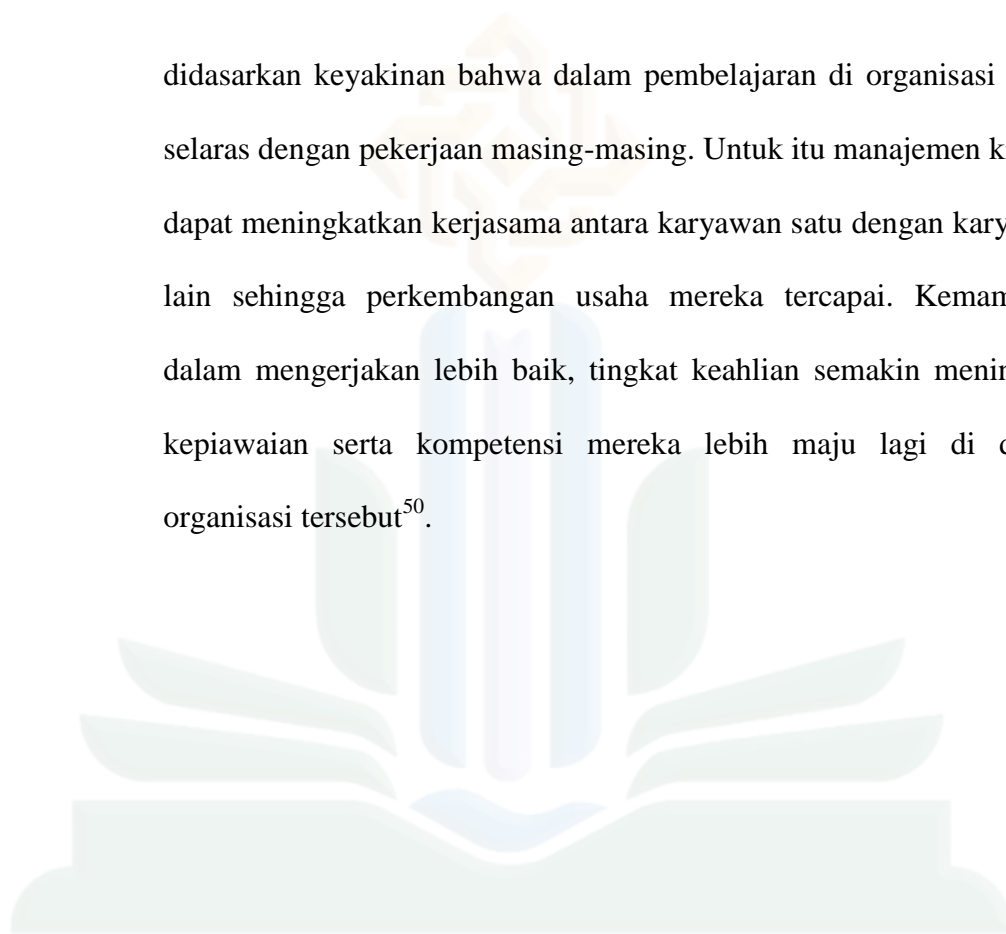 didasarkan keyakinan bahwa dalam pembelajaran di organisasi
selaras dengan pekerjaan masing-masing. Untuk itu manajemen
dapat meningkatkan kerjasama antara karyawan satu dengan
lain sehingga perkembangan usaha mereka tercapai.
dalam mengerjakan lebih baik, tingkat keahlian semakin
kepiawaian serta kompetensi mereka lebih maju lagi di
organisasi tersebut⁵⁰.